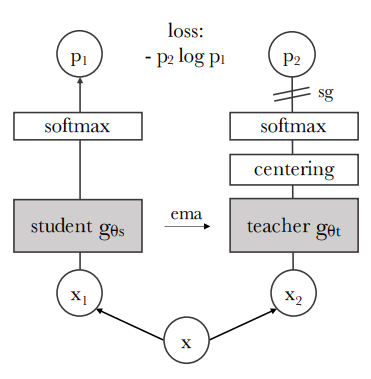 loss:
- p₂ log p₁
p₁
p₂
sg
softmax
softmax
centering
student gθs
ema
teacher gθt
x₁
x₂
x